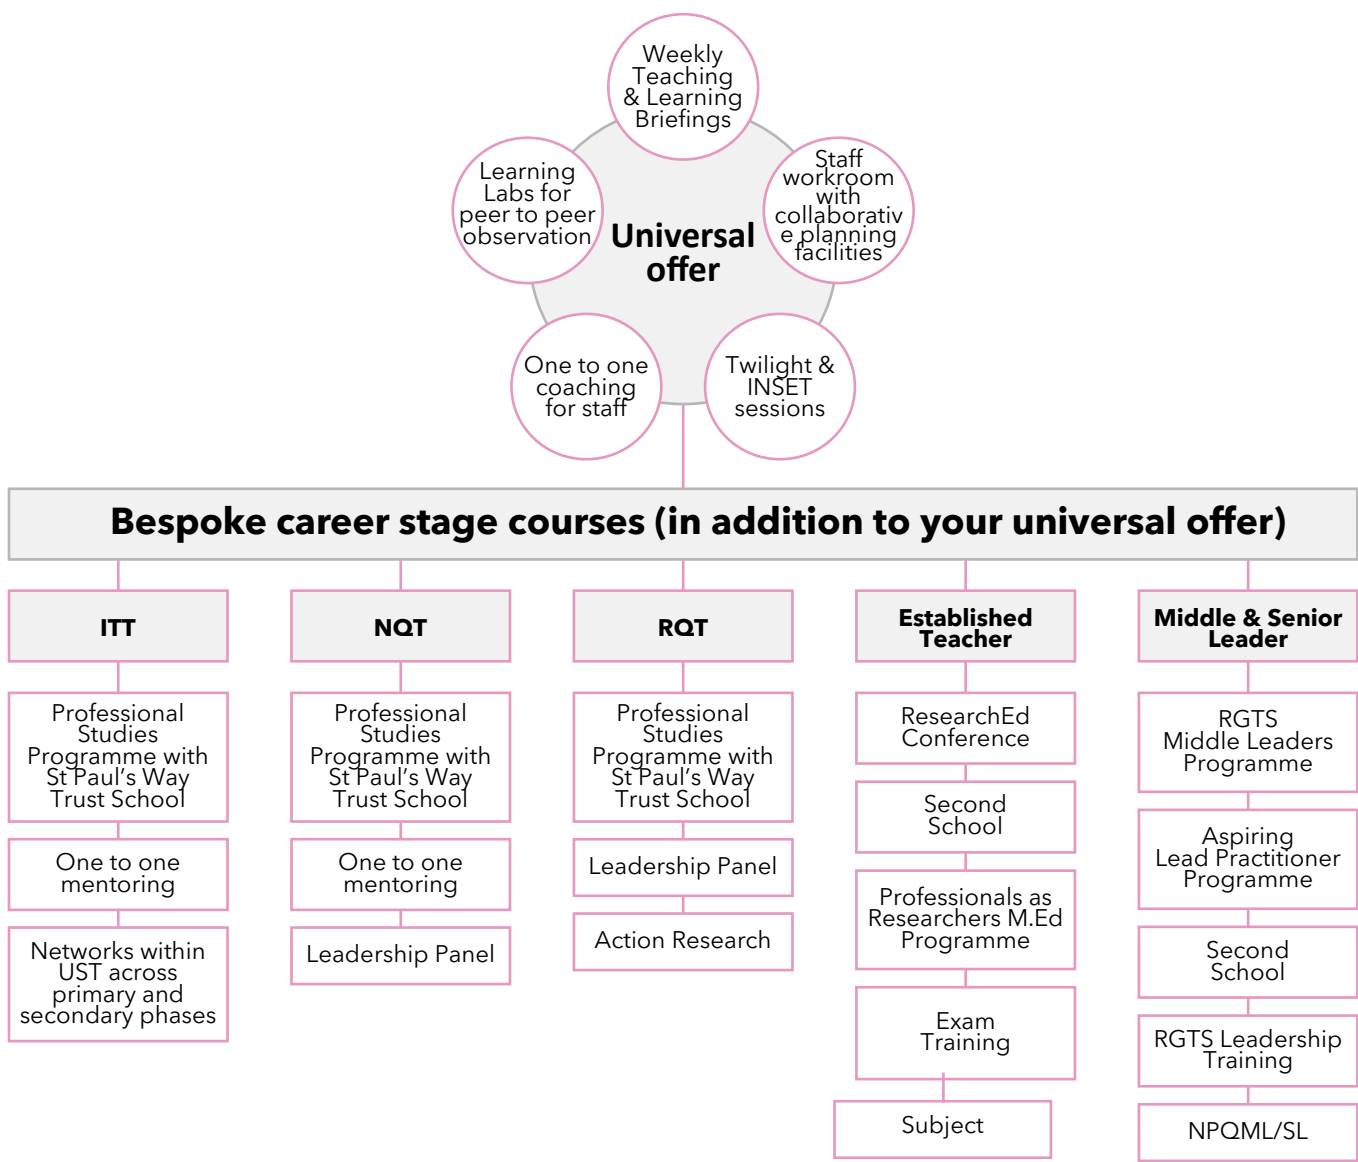 Weekly
Teaching
& Learning
Briefings
Learning
Labs for
peer to peer
observation
Staff
workroom
with
collaborativ
e planning
facilities
Universal
offer
One to one
coaching
for staff
Twilight &
INSET
sessions
Bespoke career stage courses (in addition to your universal offer)
ITT
Professional
Studies
Programme with
St Paul's Way
Trust School
One to one
mentoring
Networks within
UST across
primary and
secondary phases
NQT
Professional
Studies
Programme with
St Paul's Way
Trust School
One to one
mentoring
Leadership Panel
RQT
Professional
Studies
Programme with
St Paul's Way
Trust School
Leadership Panel
Action Research
Established
Teacher
ResearchEd
Conference
Second
School
Professionals as
Researchers M.Ed
Programme
Exam
Training
Subject
Middle & Senior
Leader
RGTS
Middle Leaders
Programme
Aspiring
Lead Practitioner
Programme
Second
School
RGTS Leadership
Training
NPQML/SL